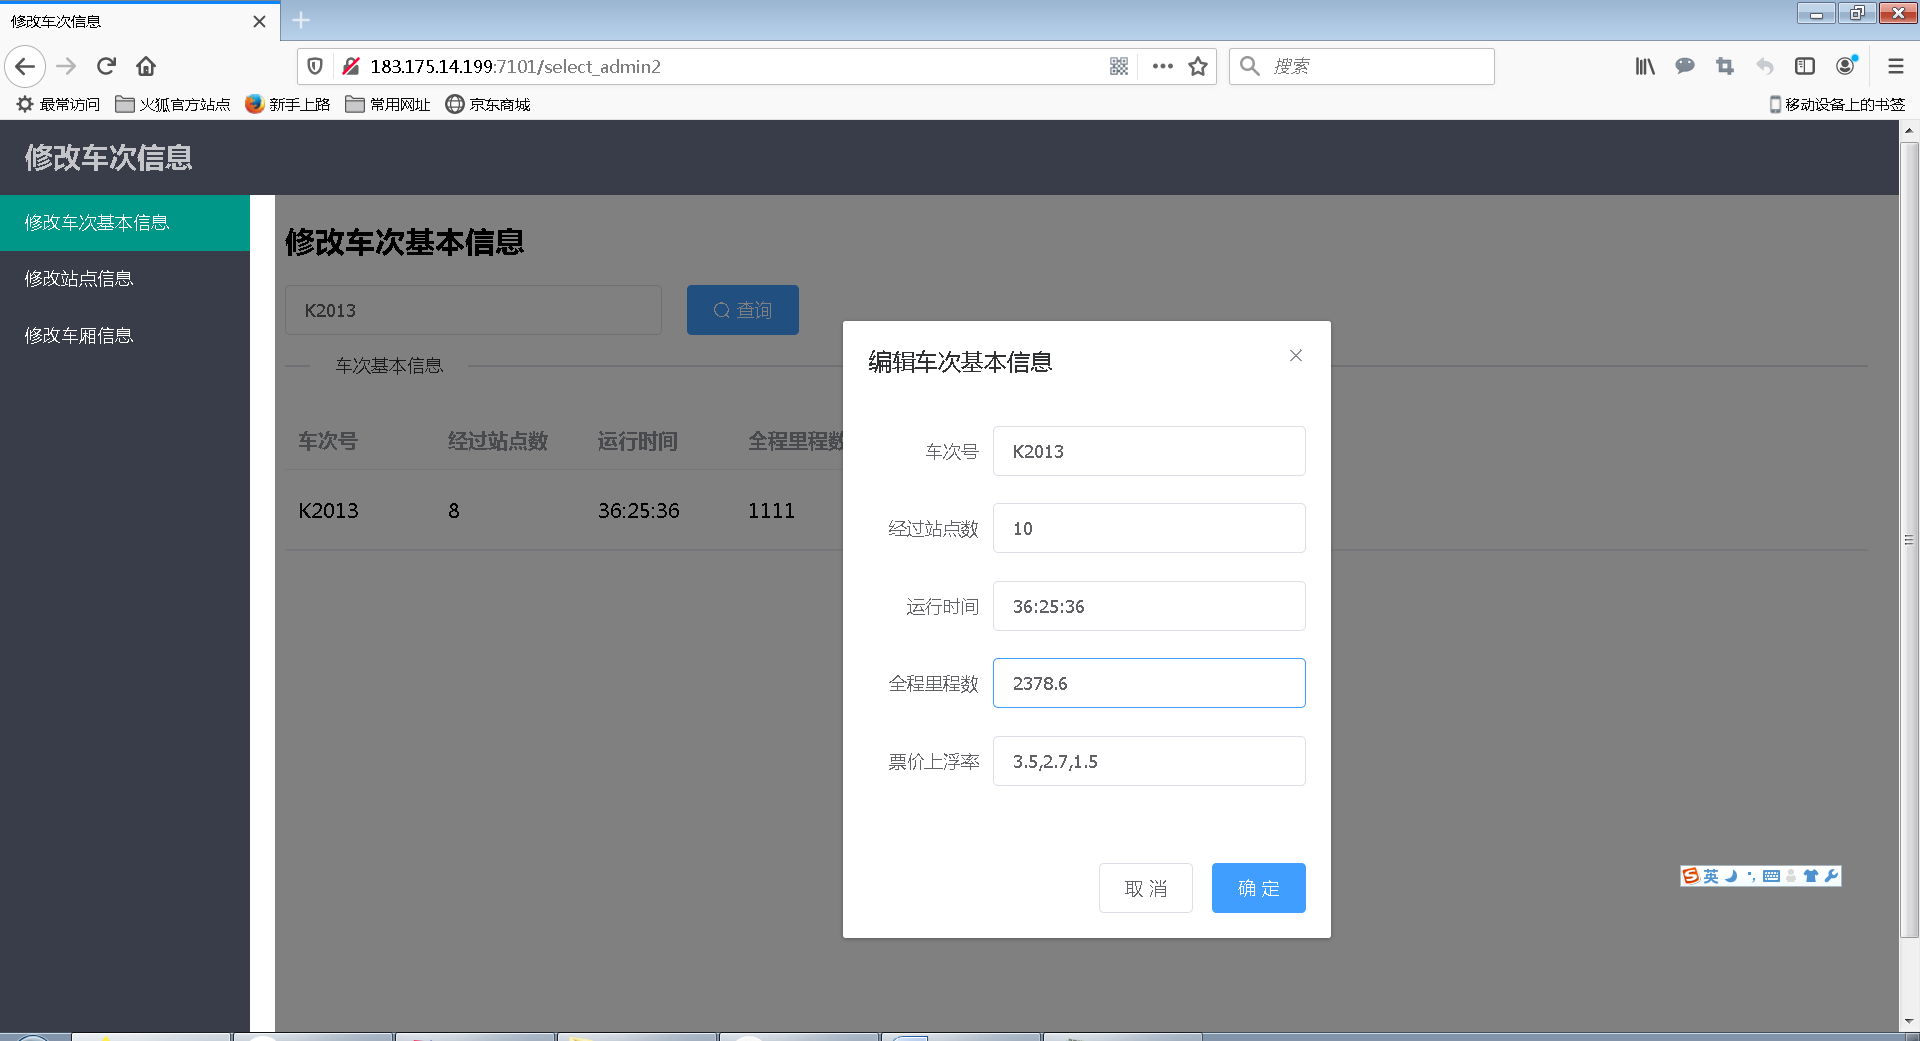 修改车次信息
183.175.14.199:7101/select_admin2
搜索
最常访问
火狐官方站点
新手上路
常用网址
京东商城
移动设备上的书签
修改车次信息
修改车次基本信息
修改站点信息
修改车厢信息
修改车次基本信息
K2013
查询
车次基本信息
车次号 经过站点数 运行时间 全程里程数
K2013 8 36:25:36 1111
编辑车次基本信息
车次号 K2013
经过站点数 10
运行时间 36:25:36
全程里程数 2378.6
票价上浮率 3.5,2.7,1.5
取 消
确 定
英